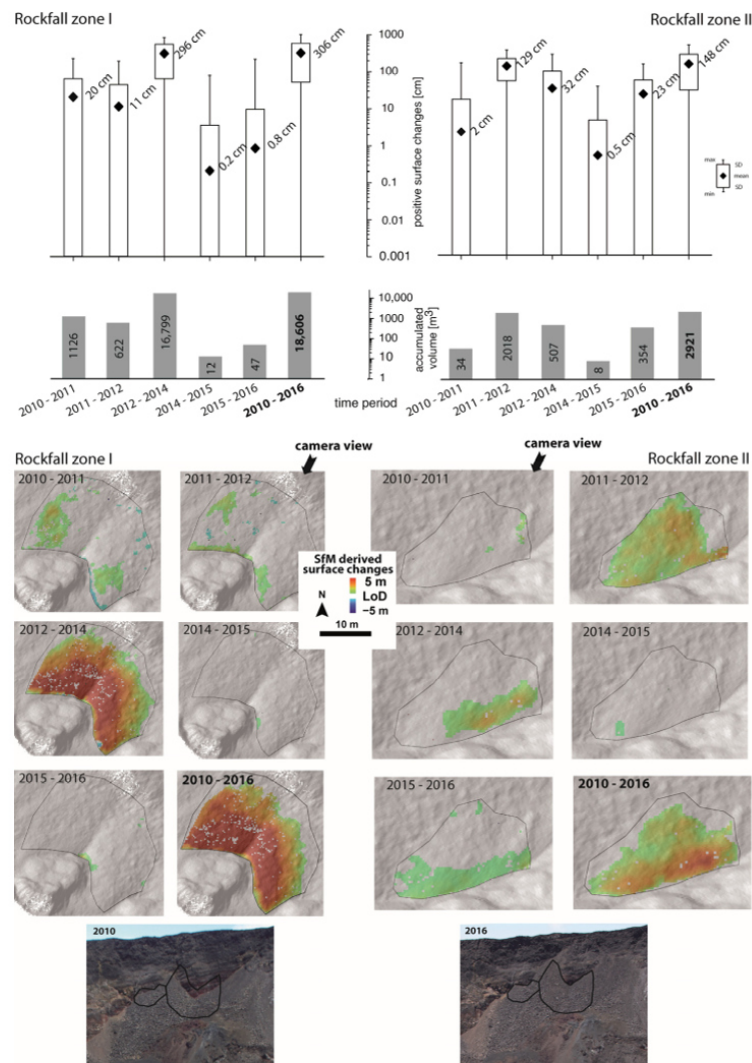 Rockfall zone I
Rockfall zone II
20 cm
11 cm
296 cm
0.2 cm
0.8 cm
306 cm
1000
100
10
1
0.1
0.01
0.001
positive surface changes [cm]
2 cm
129 cm
32 cm
0.5 cm
23 cm
148 cm
max
SD
mean
min
SD
1126
622
16,799
12
47
18,606
10,000
1000
100
10
1
accumulated
volume [m³]
34
2018
507
8
354
2921
2010 - 2011
2011 - 2012
2012 - 2014
2014 - 2015
2015 - 2016
2010 - 2016
time period
2010 - 2011
2011 - 2012
2012 - 2014
2014 - 2015
2015 - 2016
2010 - 2016
Rockfall zone I
camera view
camera view
Rockfall zone II
2010 - 2011
2011 - 2012
2010 - 2011
2011 - 2012
SfM derived
surface changes
5 m
LoD
−5 m
N
10 m
2012 - 2014
2014 - 2015
2012 - 2014
2014 - 2015
2015 - 2016
2010 - 2016
2015 - 2016
2010 - 2016
2010
2016